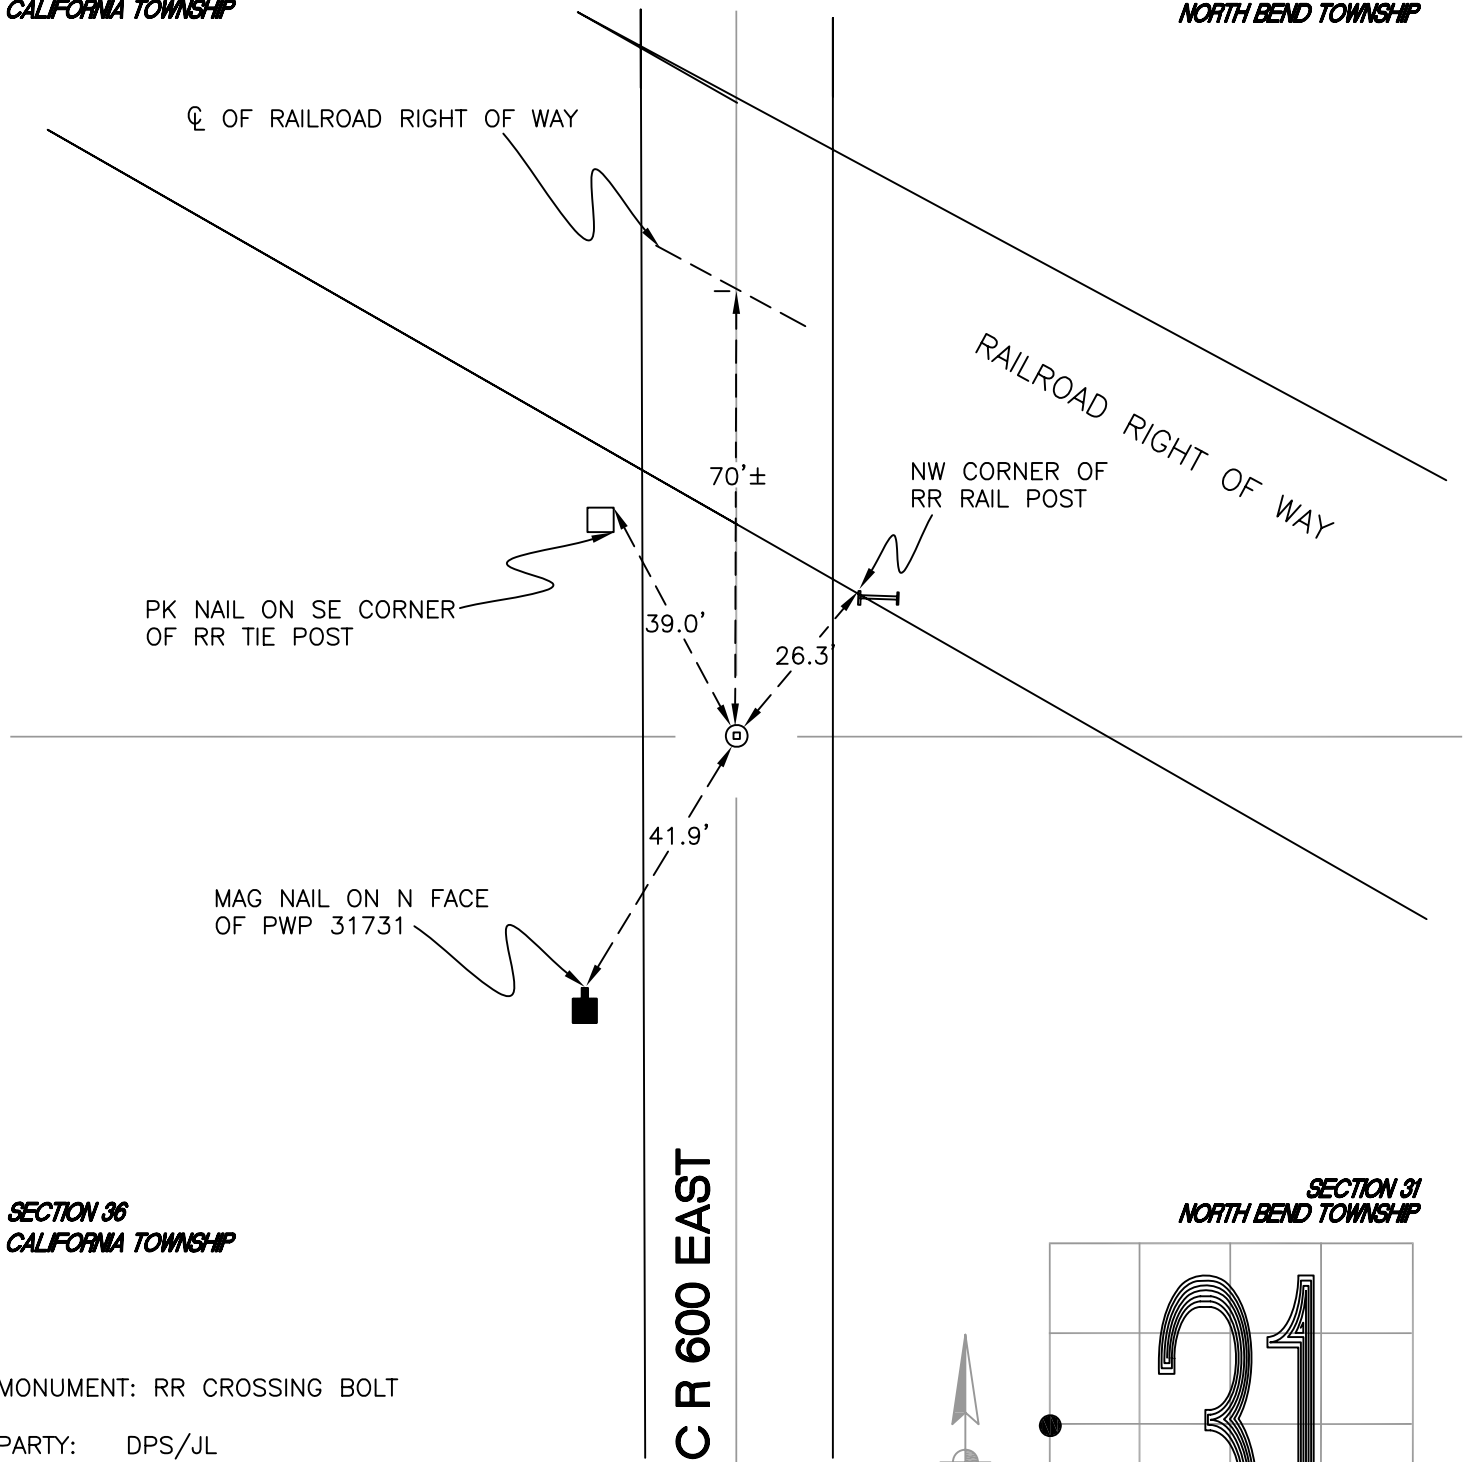 CALIFORNIA TOWNSHIP
NORTH BEND TOWNSHIP
℄ OF RAILROAD RIGHT OF WAY
RAILROAD RIGHT OF WAY
70'±
NW CORNER OF
RR RAIL POST
PK NAIL ON SE CORNER
OF RR TIE POST
39.0'
26.3'
41.9'
MAG NAIL ON N FACE
OF PWP 31731
C R 600 EAST
SECTION 36
CALIFORNIA TOWNSHIP
SECTION 31
NORTH BEND TOWNSHIP
31
MONUMENT: RR CROSSING BOLT
PARTY: DPS/JL